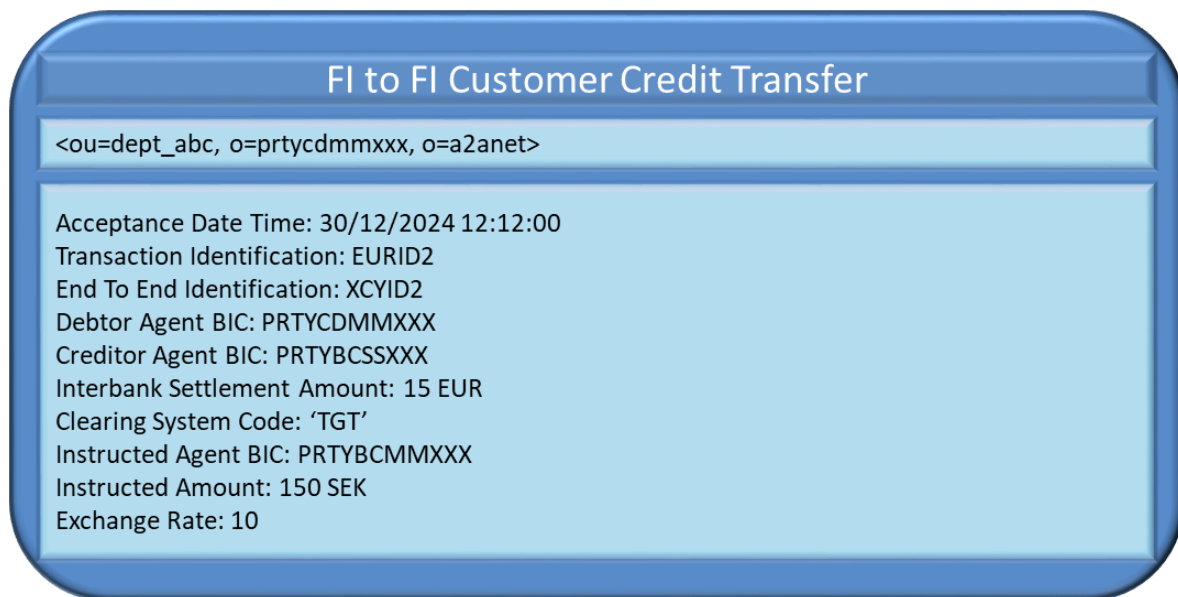 FI to FI Customer Credit Transfer
<ou=dept_abc, o=prtycdmmxxx, o=a2anet>
Acceptance Date Time: 30/12/2024 12:12:00
Transaction Identification: EURID2
End To End Identification: XCYID2
Debtor Agent BIC: PRTYCDMMXXX
Creditor Agent BIC: PRTYBCSSXXX
Interbank Settlement Amount: 15 EUR
Clearing System Code: ‘TGT’
Instructed Agent BIC: PRTYBCMMXXX
Instructed Amount: 150 SEK
Exchange Rate: 10